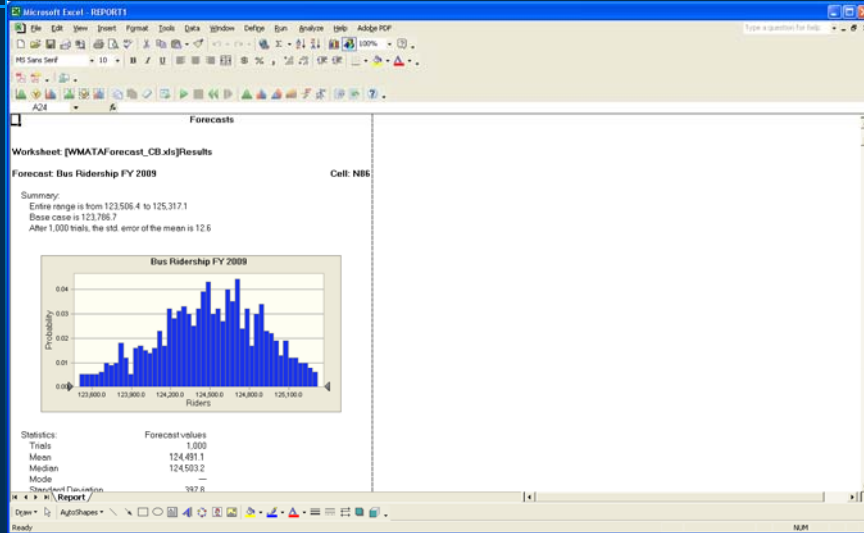 Microsoft Excel - REPORT1
File Edit View Insert Format Tools Data Window Define Run Analyze Help Adobe PDF
Type a question for help
100%
MS Sans Serif 10 B I U
A24 fx
Forecasts
Worksheet: [WMATAForecast_CB.xls]Results
Forecast: Bus Ridership FY 2009 Cell: N86
Summary:
Entire range is from 123,506.4 to 125,317.1
Base case is 123,786.7
After 1,000 trials, the std. error of the mean is 12.6
Bus Ridership FY 2009
0.04
0.03
0.02
0.01
0.00
Probability
123,600.0 123,900.0 124,200.0 124,500.0 124,800.0 125,100.0
Riders
Statistics: Forecast values
Trials 1,000
Mean 124,491.1
Median 124,503.2
Mode —
Standard Deviation 397.8
Report
Draw AutoShapes
Ready NUM